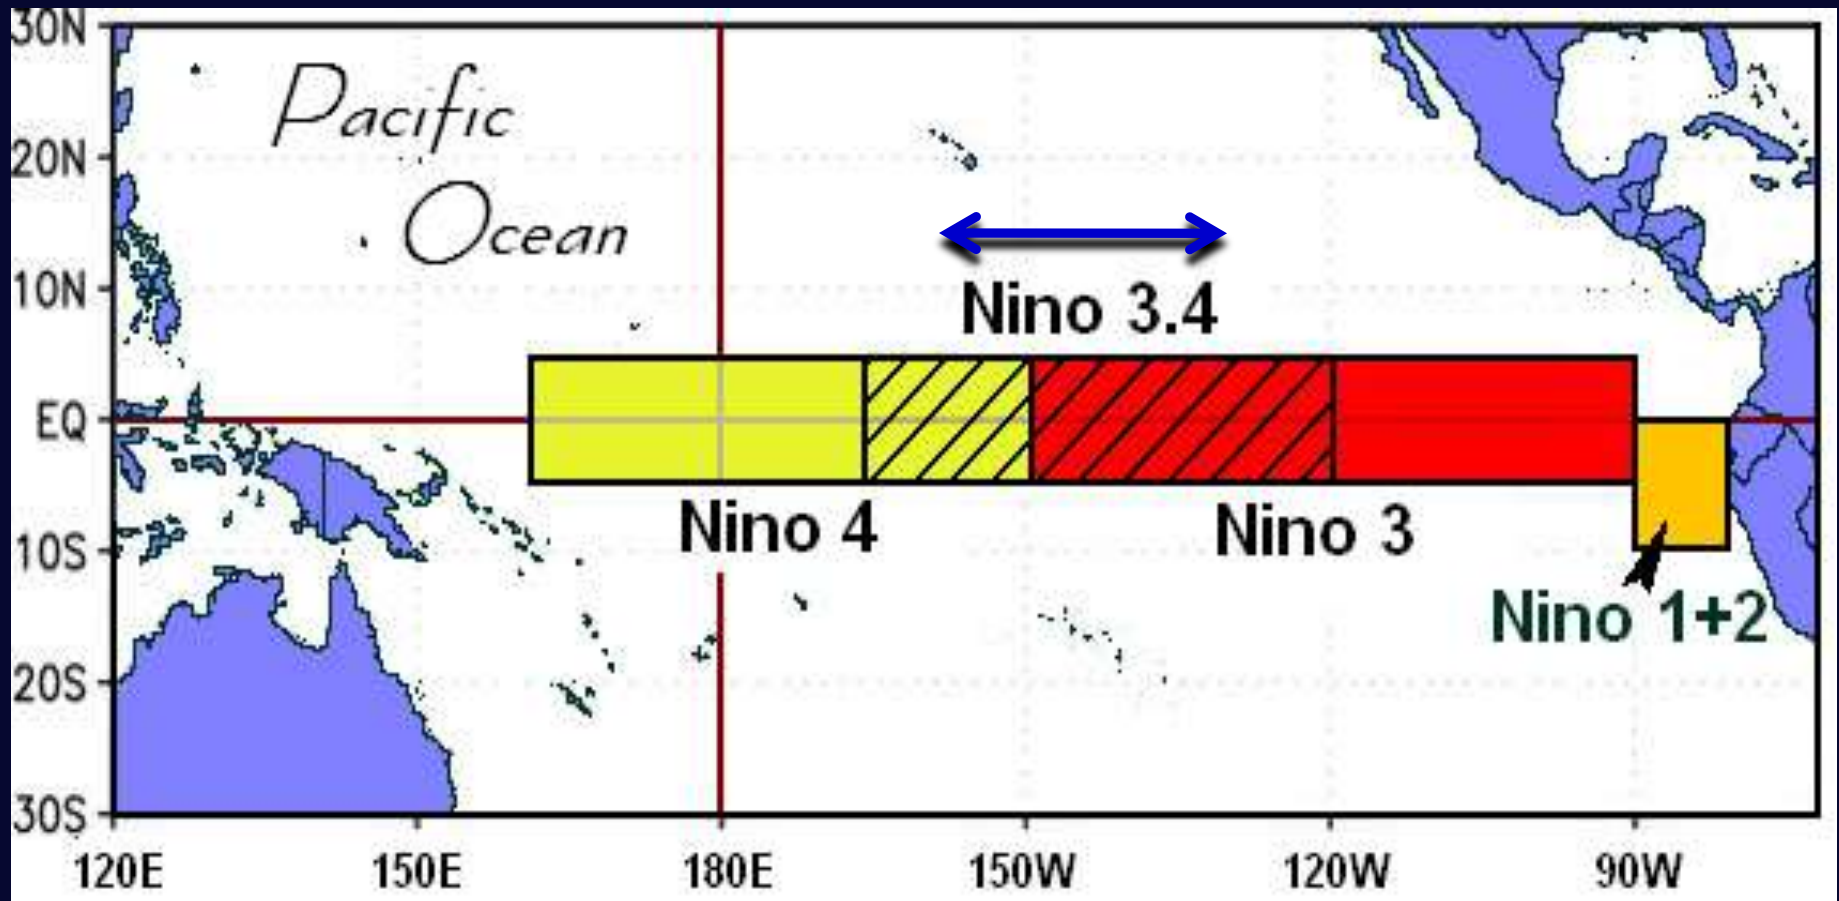 30N
Pacific
20N
Ocean
10N
Nino 3.4
EQ
Nino 4
Nino 3
10S
Nino 1+2
20S
30S
120E 150E 180E 150W 120W 90W